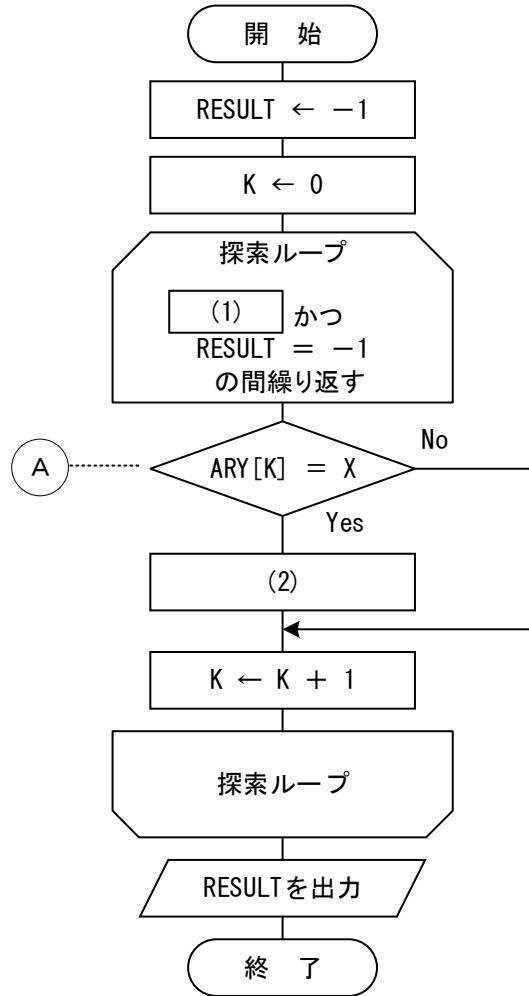 開　始
RESULT ← −1
K ← 0
探索ループ
(1) かつ
RESULT = −1
の間繰り返す
No
A
ARY[K] = X
Yes
(2)
K ← K + 1
探索ループ
RESULTを出力
終　了